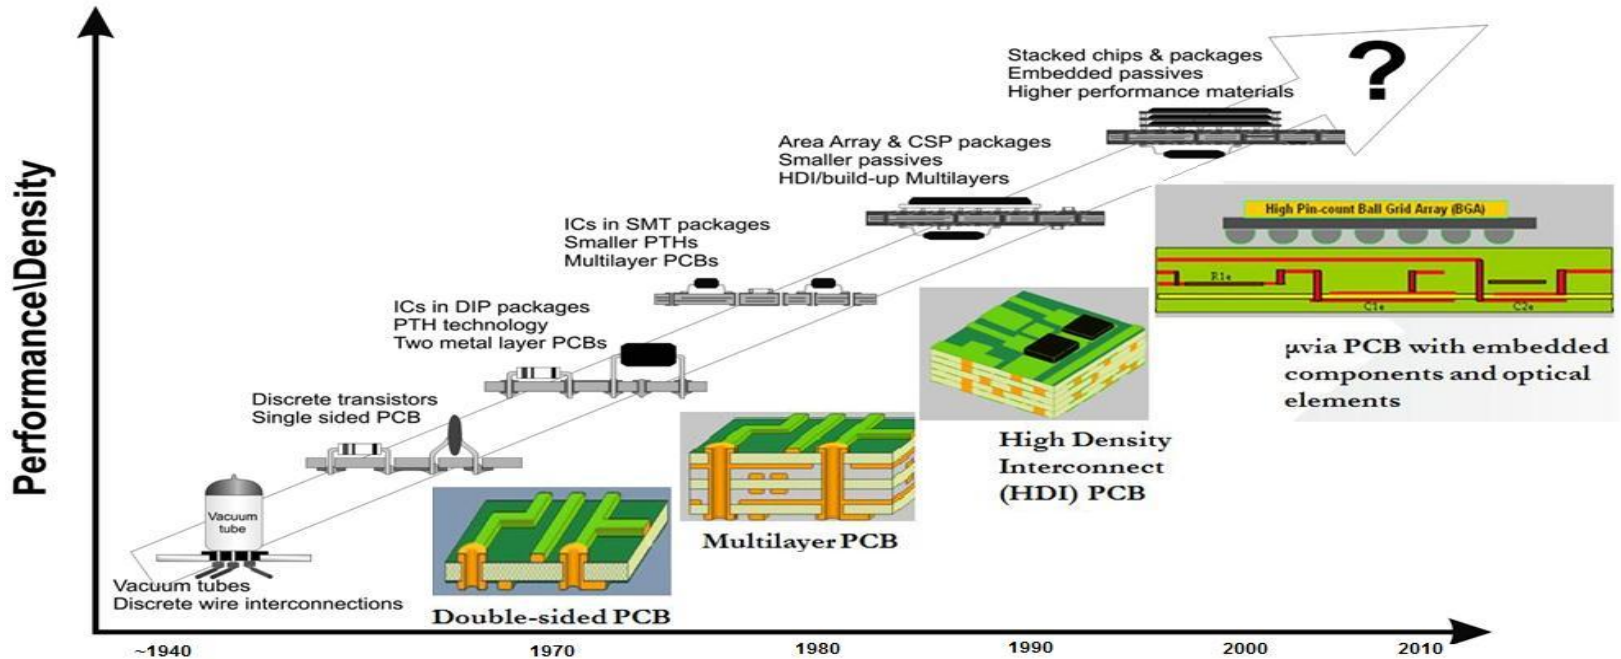 Performance\Density
Stacked chips & packages
Embedded passives
Higher performance materials
?
Area Array & CSP packages
Smaller passives
HDI/build-up Multilayers
High Pin-count Ball Grid Array (BGA)
R1e
C1e
C2e
ICs in SMT packages
Smaller PTHs
Multilayer PCBs
ICs in DIP packages
PTH technology
Two metal layer PCBs
µvia PCB with embedded
components and optical
elements
Discrete transistors
Single sided PCB
High Density
Interconnect
(HDI) PCB
Vacuum
tube
Multilayer PCB
Vacuum tubes
Discrete wire interconnections
Double-sided PCB
~1940
1970
1980
1990
2000
2010